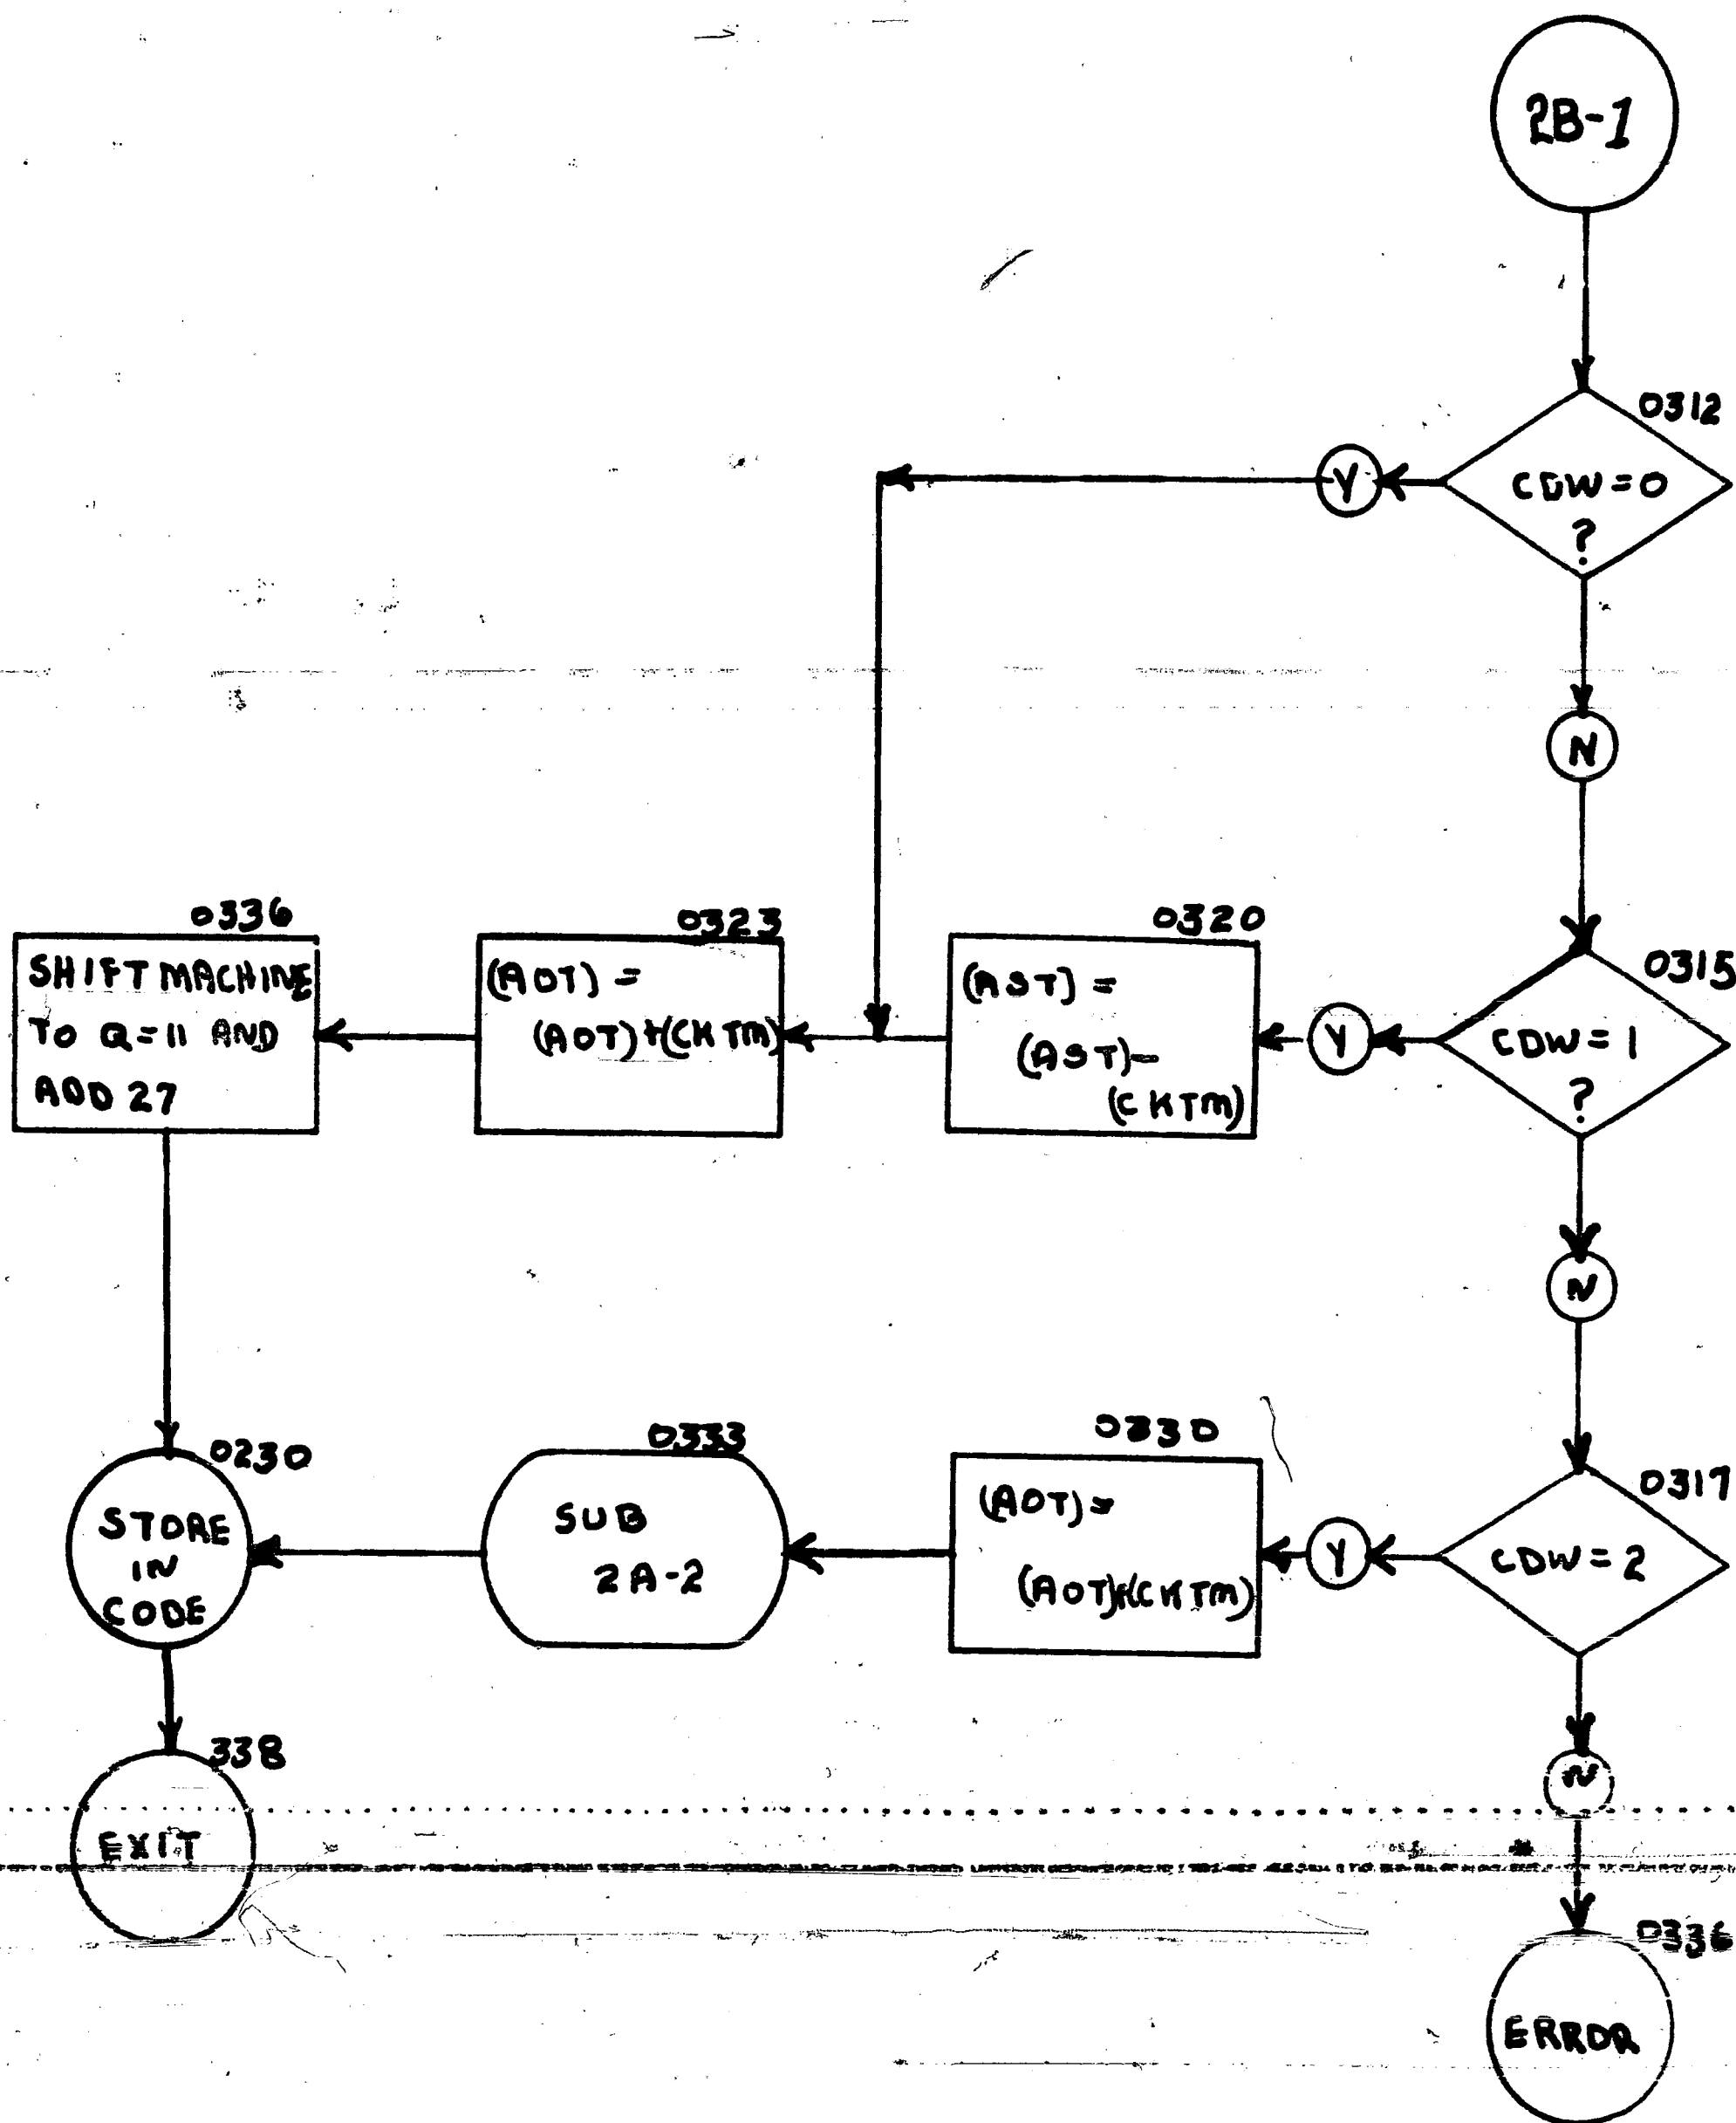 2B-1
0312
CDW=0
?
Y
N
0336
SHIFT MACHINE
TO Q=11 AND
ADD 27
0323
(AOT) =
(AOT)+(CKTM)
0320
(AST) =
(AST)-
(CKTM)
Y
0315
CDW=1
?
N
0230
STORE
IN
CODE
0333
SUB
2A-2
0330
(AOT)=
(AOT)+(CKTM)
Y
0317
CDW=2
N
338
EXIT
0336
ERROR